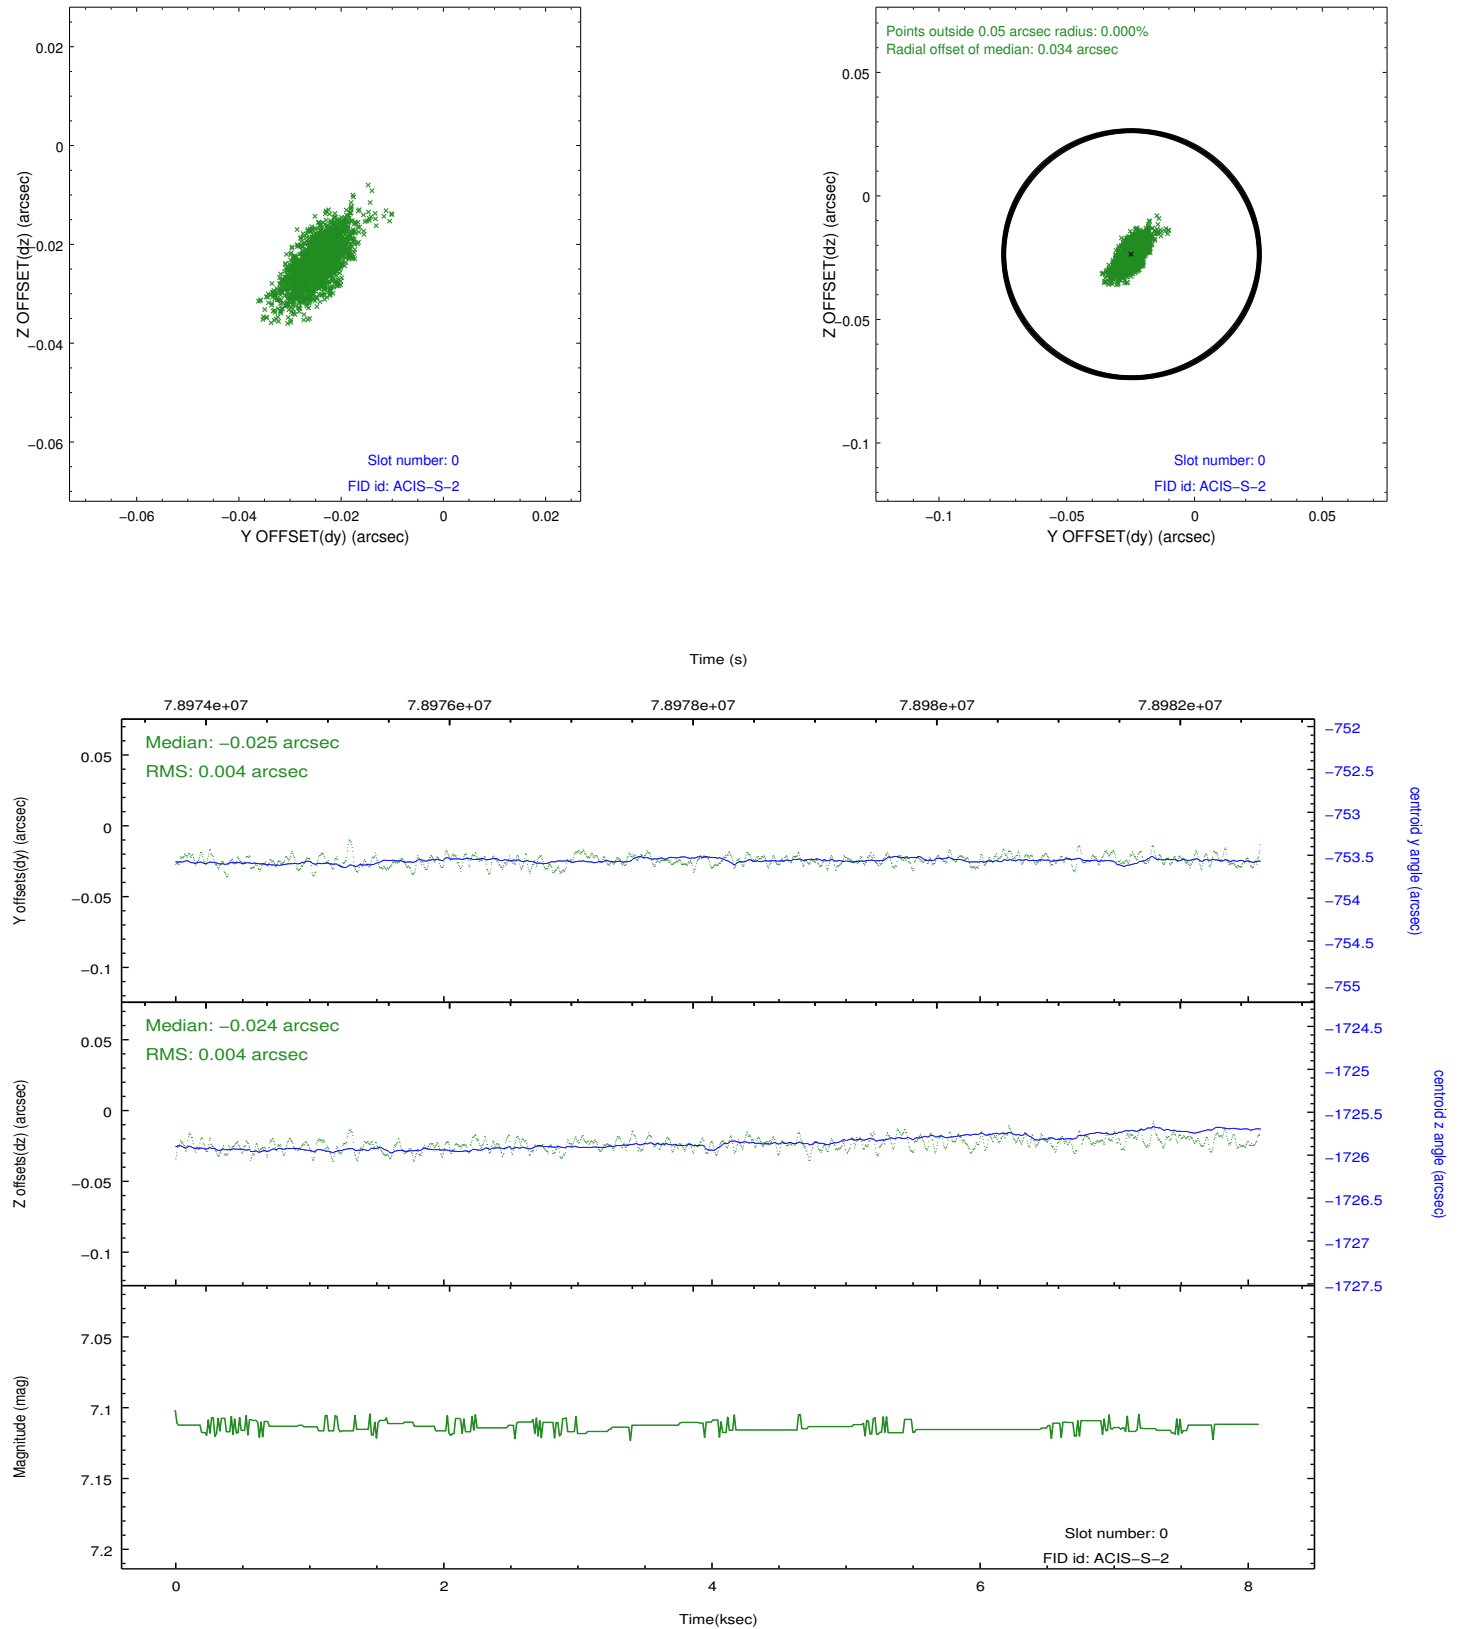 0.02
0
−0.02
−0.04
−0.06
Z OFFSET(dz) (arcsec)
Slot number: 0
FID id: ACIS−S−2
−0.06 −0.04 −0.02 0 0.02
Y OFFSET(dy) (arcsec)
Points outside 0.05 arcsec radius: 0.000%
Radial offset of median: 0.034 arcsec
0.05
0
−0.05
−0.1
Z OFFSET(dz) (arcsec)
Slot number: 0
FID id: ACIS−S−2
−0.1 −0.05 0 0.05
Y OFFSET(dy) (arcsec)
Time (s)
7.8974e+07 7.8976e+07 7.8978e+07 7.898e+07 7.8982e+07
Median: −0.025 arcsec
RMS: 0.004 arcsec
0.05
0
−0.05
−0.1
Y offsets(dy) (arcsec)
−752
−752.5
−753
−753.5
−754
−754.5
−755
centroid y angle (arcsec)
Median: −0.024 arcsec
RMS: 0.004 arcsec
0.05
0
−0.05
−0.1
Z offsets(dz) (arcsec)
−1724.5
−1725
−1725.5
−1726
−1726.5
−1727
−1727.5
centroid z angle (arcsec)
7.05
7.1
7.15
7.2
Magnitude (mag)
Slot number: 0
FID id: ACIS−S−2
0 2 4 6 8
Time(ksec)